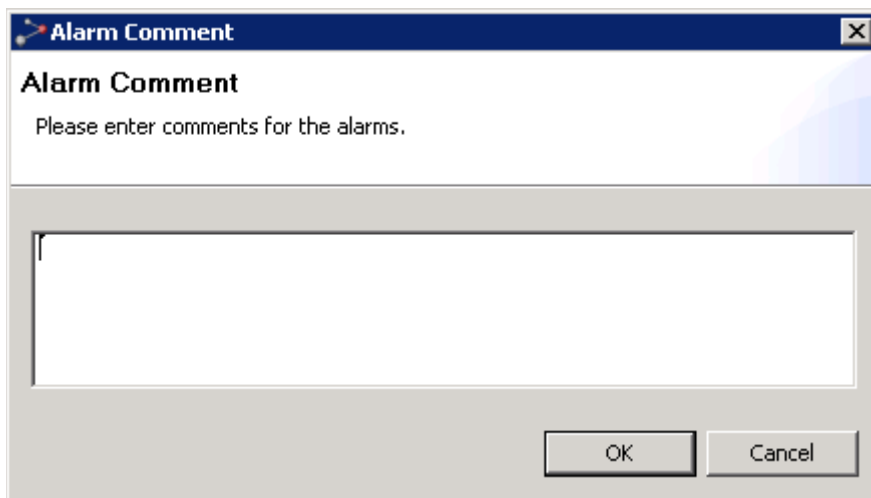 Alarm Comment
Alarm Comment
Please enter comments for the alarms.
OK Cancel